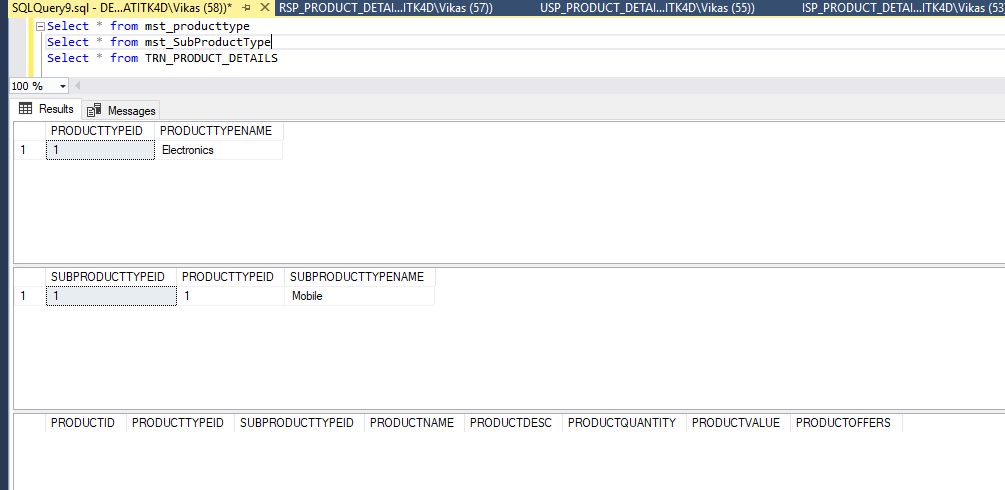 SQLQuery9.sql - DE...ATITK4D\Vikas (58))* RSP_PRODUCT_DETAI...ITK4D\Vikas (57)) USP_PRODUCT_DETAI...ITK4D\Vikas (55)) ISP_PRODUCT_DETAI...ITK4D\Vikas (53
Select * from mst_producttype
Select * from mst_SubProductType
Select * from TRN_PRODUCT_DETAILS
100 %
Results Messages
PRODUCTTYPEID PRODUCTTYPENAME
1 1 Electronics
SUBPRODUCTTYPEID PRODUCTTYPEID SUBPRODUCTTYPENAME
1 1 1 Mobile
PRODUCTID PRODUCTTYPEID SUBPRODUCTTYPEID PRODUCTNAME PRODUCTDESC PRODUCTQUANTITY PRODUCTVALUE PRODUCTOFFERS